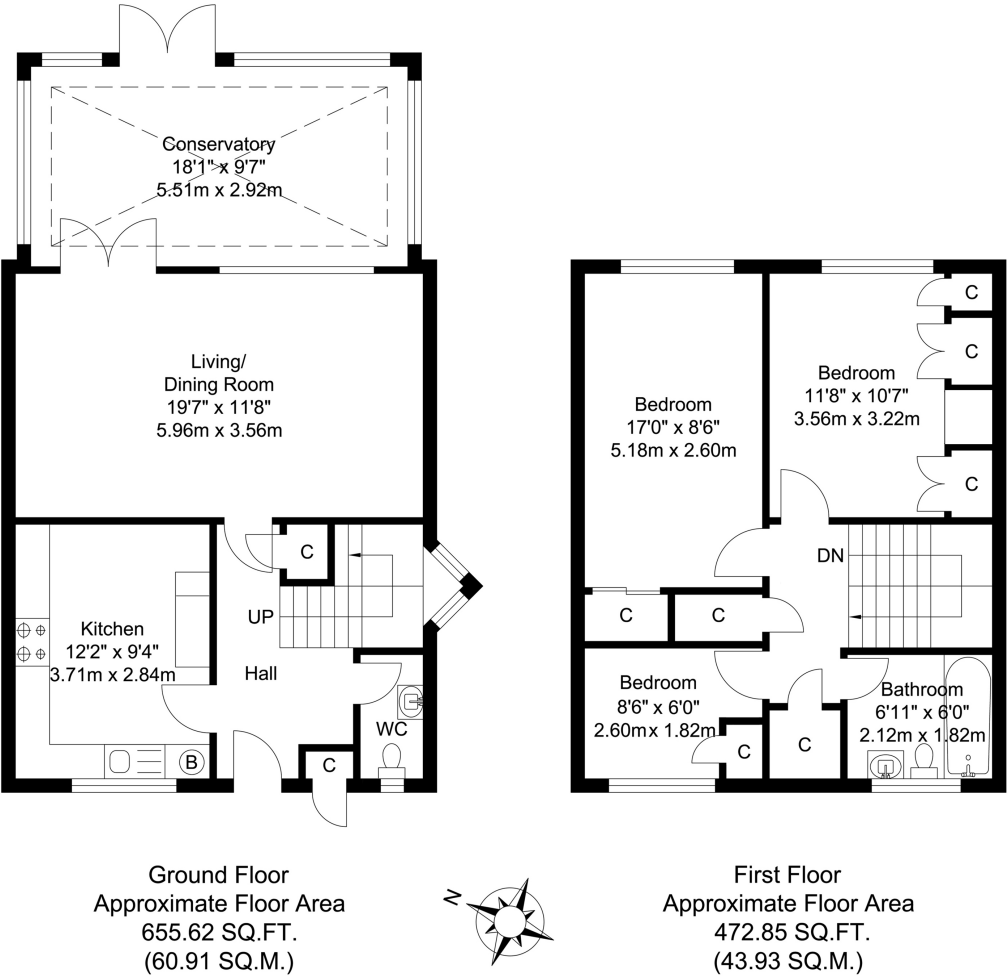 Conservatory
18'1" x 9'7"
5.51m x 2.92m
Living/
Dining Room
19'7" x 11'8"
5.96m x 3.56m
C
UP
Kitchen
12'2" x 9'4"
3.71m x 2.84m
Hall
WC
B
C
Ground Floor
Approximate Floor Area
655.62 SQ.FT.
(60.91 SQ.M.)
N
C
C
Bedroom
11'8" x 10'7"
3.56m x 3.22m
Bedroom
17'0" x 8'6"
5.18m x 2.60m
C
DN
C
C
Bedroom
8'6" x 6'0"
2.60m x 1.82m
C
C
Bathroom
6'11" x 6'0"
2.12m x 1.82m
First Floor
Approximate Floor Area
472.85 SQ.FT.
(43.93 SQ.M.)